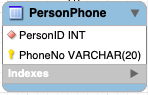 PersonPhone
PersonID INT
PhoneNo VARCHAR(20)
Indexes